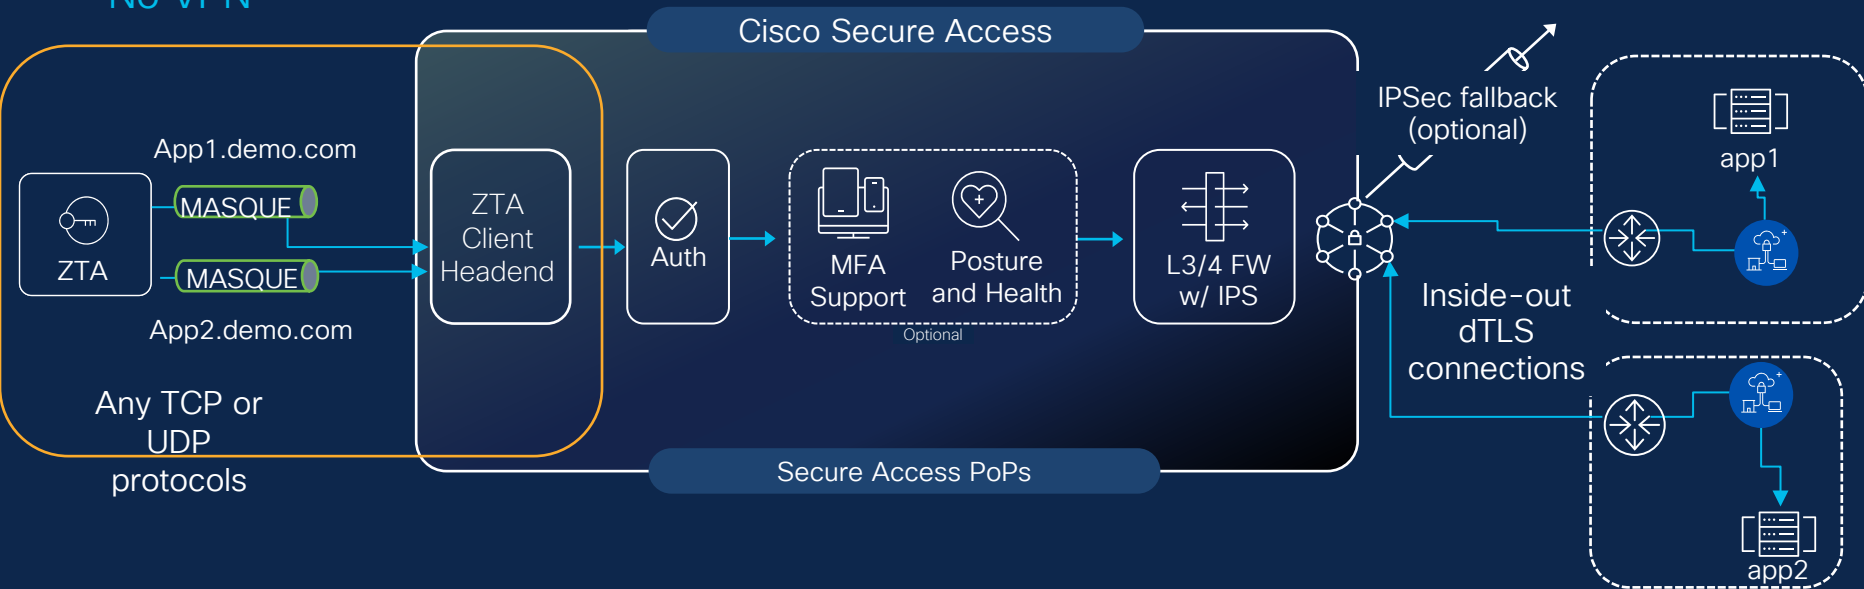 No VPN
Cisco Secure Access
App1.demo.com
MASQUE
ZTA
MASQUE
App2.demo.com
Any TCP or
UDP
protocols
ZTA
Client
Headend
Auth
MFA
Support
Posture
and Health
Optional
L3/4 FW
w/ IPS
Secure Access PoPs
IPSec fallback
(optional)
Inside-out
dTLS
connections
app1
app2